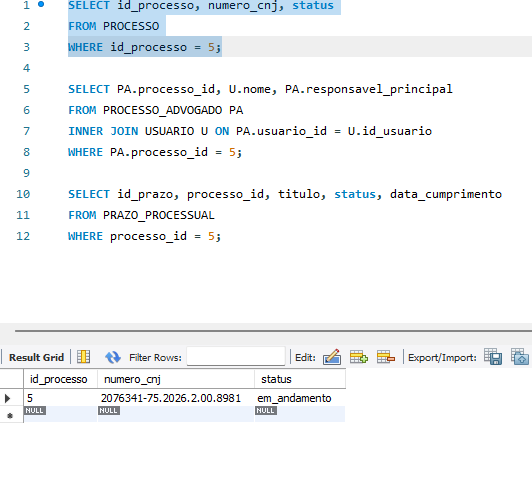 1 SELECT id_processo, numero_cnj, status
2 FROM PROCESSO
3 WHERE id_processo = 5;
4
5 SELECT PA.processo_id, U.nome, PA.responsavel_principal
6 FROM PROCESSO_ADVOGADO PA
7 INNER JOIN USUARIO U ON PA.usuario_id = U.id_usuario
8 WHERE PA.processo_id = 5;
9
10 SELECT id_prazo, processo_id, titulo, status, data_cumprimento
11 FROM PRAZO_PROCESSUAL
12 WHERE processo_id = 5;
Result Grid Filter Rows: Edit: Export/Import:
id_processo numero_cnj status
5 2076341-75.2026.2.00.8981 em_andamento
NULL NULL NULL